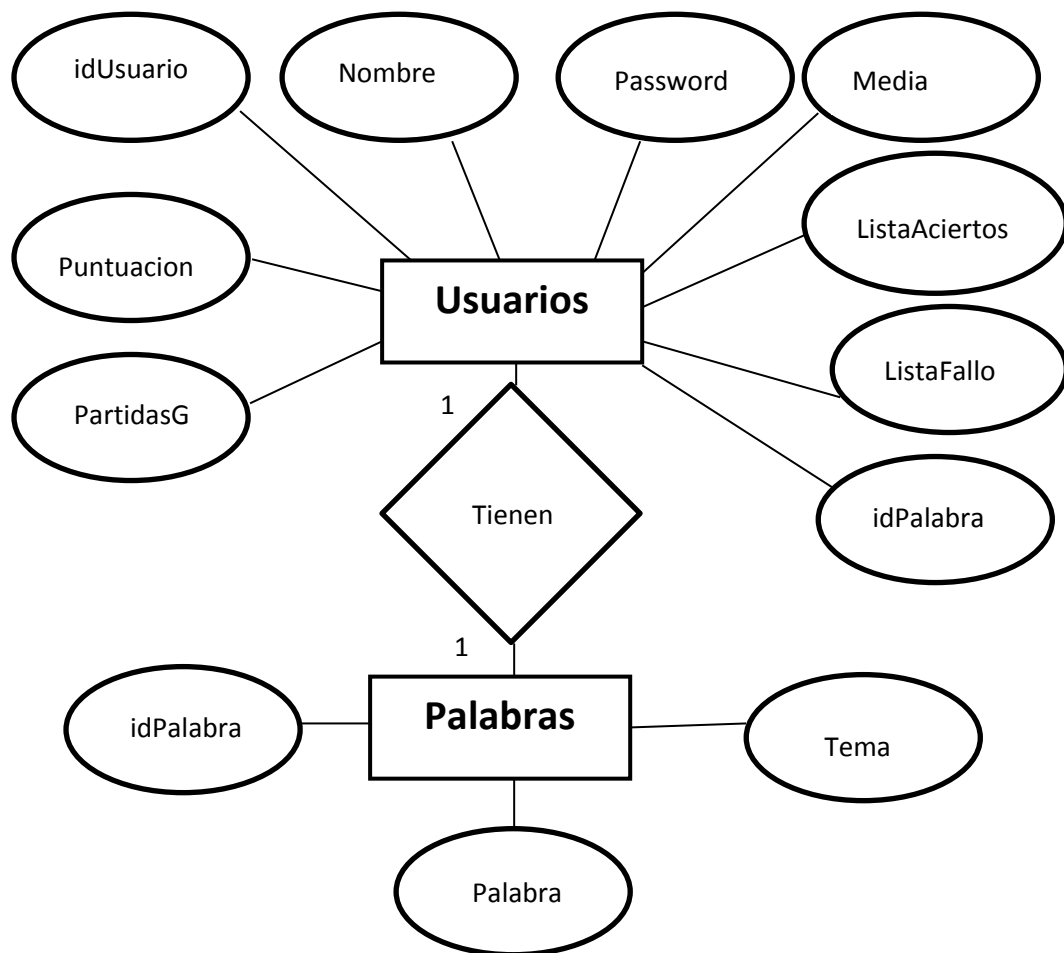 idUsuario
Nombre
Password
Media
Puntuacion
Usuarios
ListaAciertos
PartidasG
ListaFallo
1
Tienen
idPalabra
1
idPalabra
Palabras
Tema
Palabra